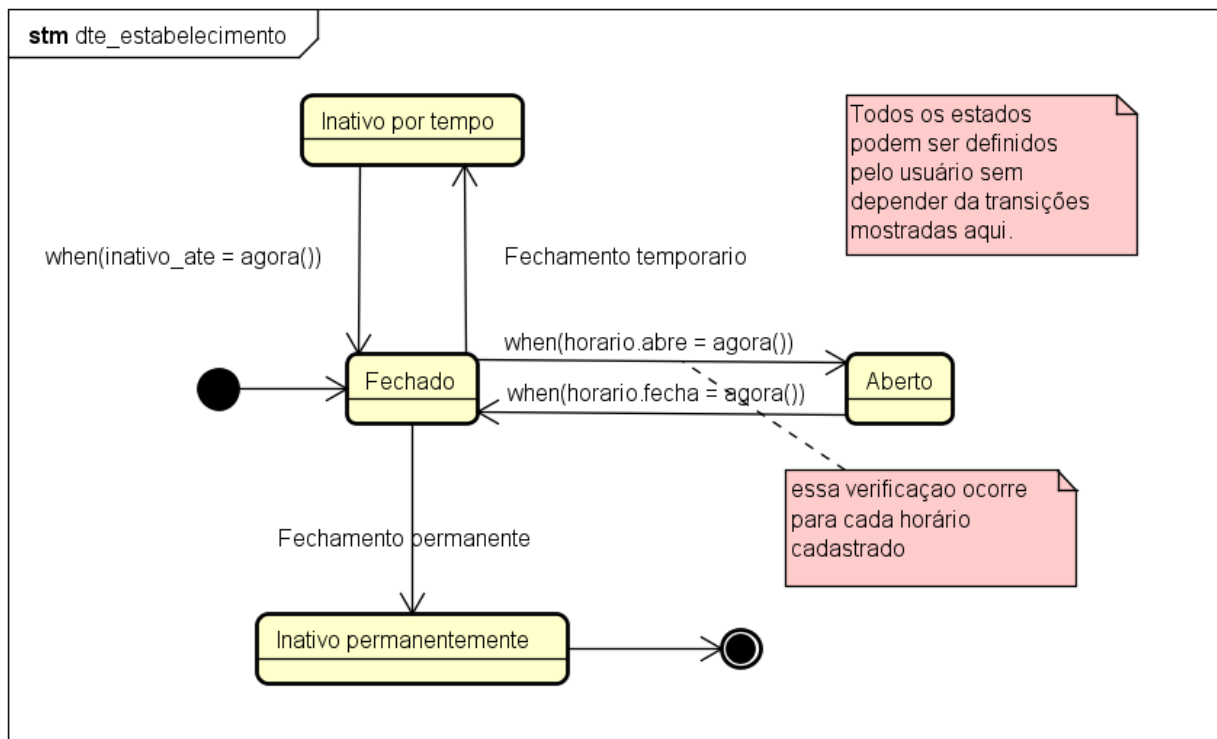 stm dte_estabelecimento
Inativo por tempo
Todos os estados
podem ser definidos
pelo usuário sem
depender da transições
mostradas aqui.
when(inativo_ate = agora())
Fechamento temporario
when(horario.abre = agora())
Fechado
Aberto
when(horario.fecha = agora())
essa verificaçao ocorre
para cada horário
cadastrado
Fechamento permanente
Inativo permanentemente